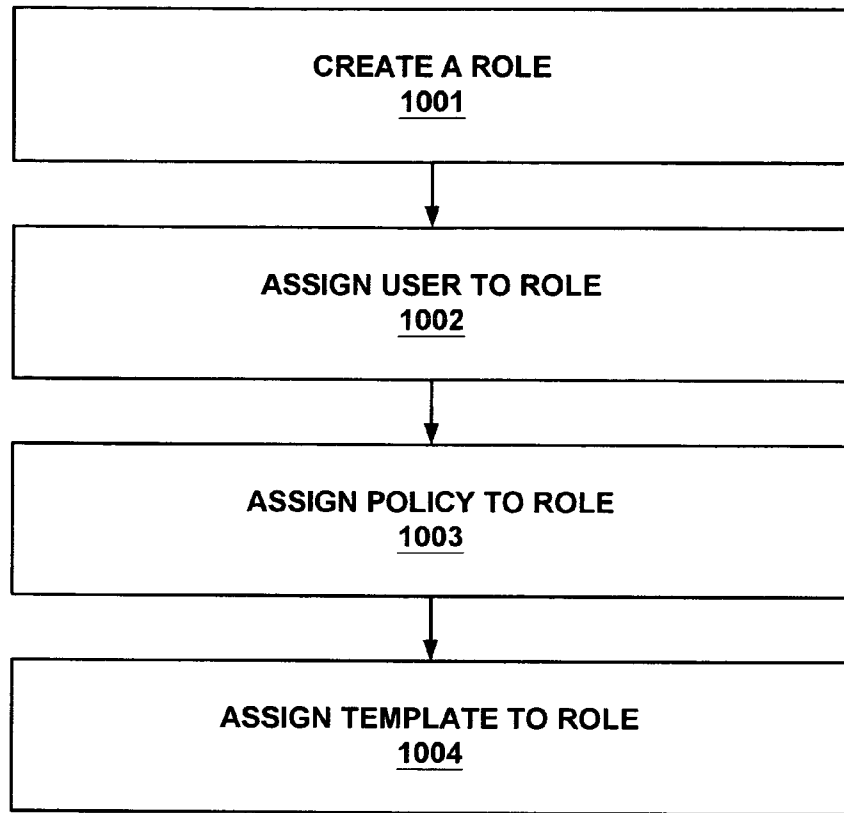 CREATE A ROLE
1001
ASSIGN USER TO ROLE
1002
ASSIGN POLICY TO ROLE
1003
ASSIGN TEMPLATE TO ROLE
1004